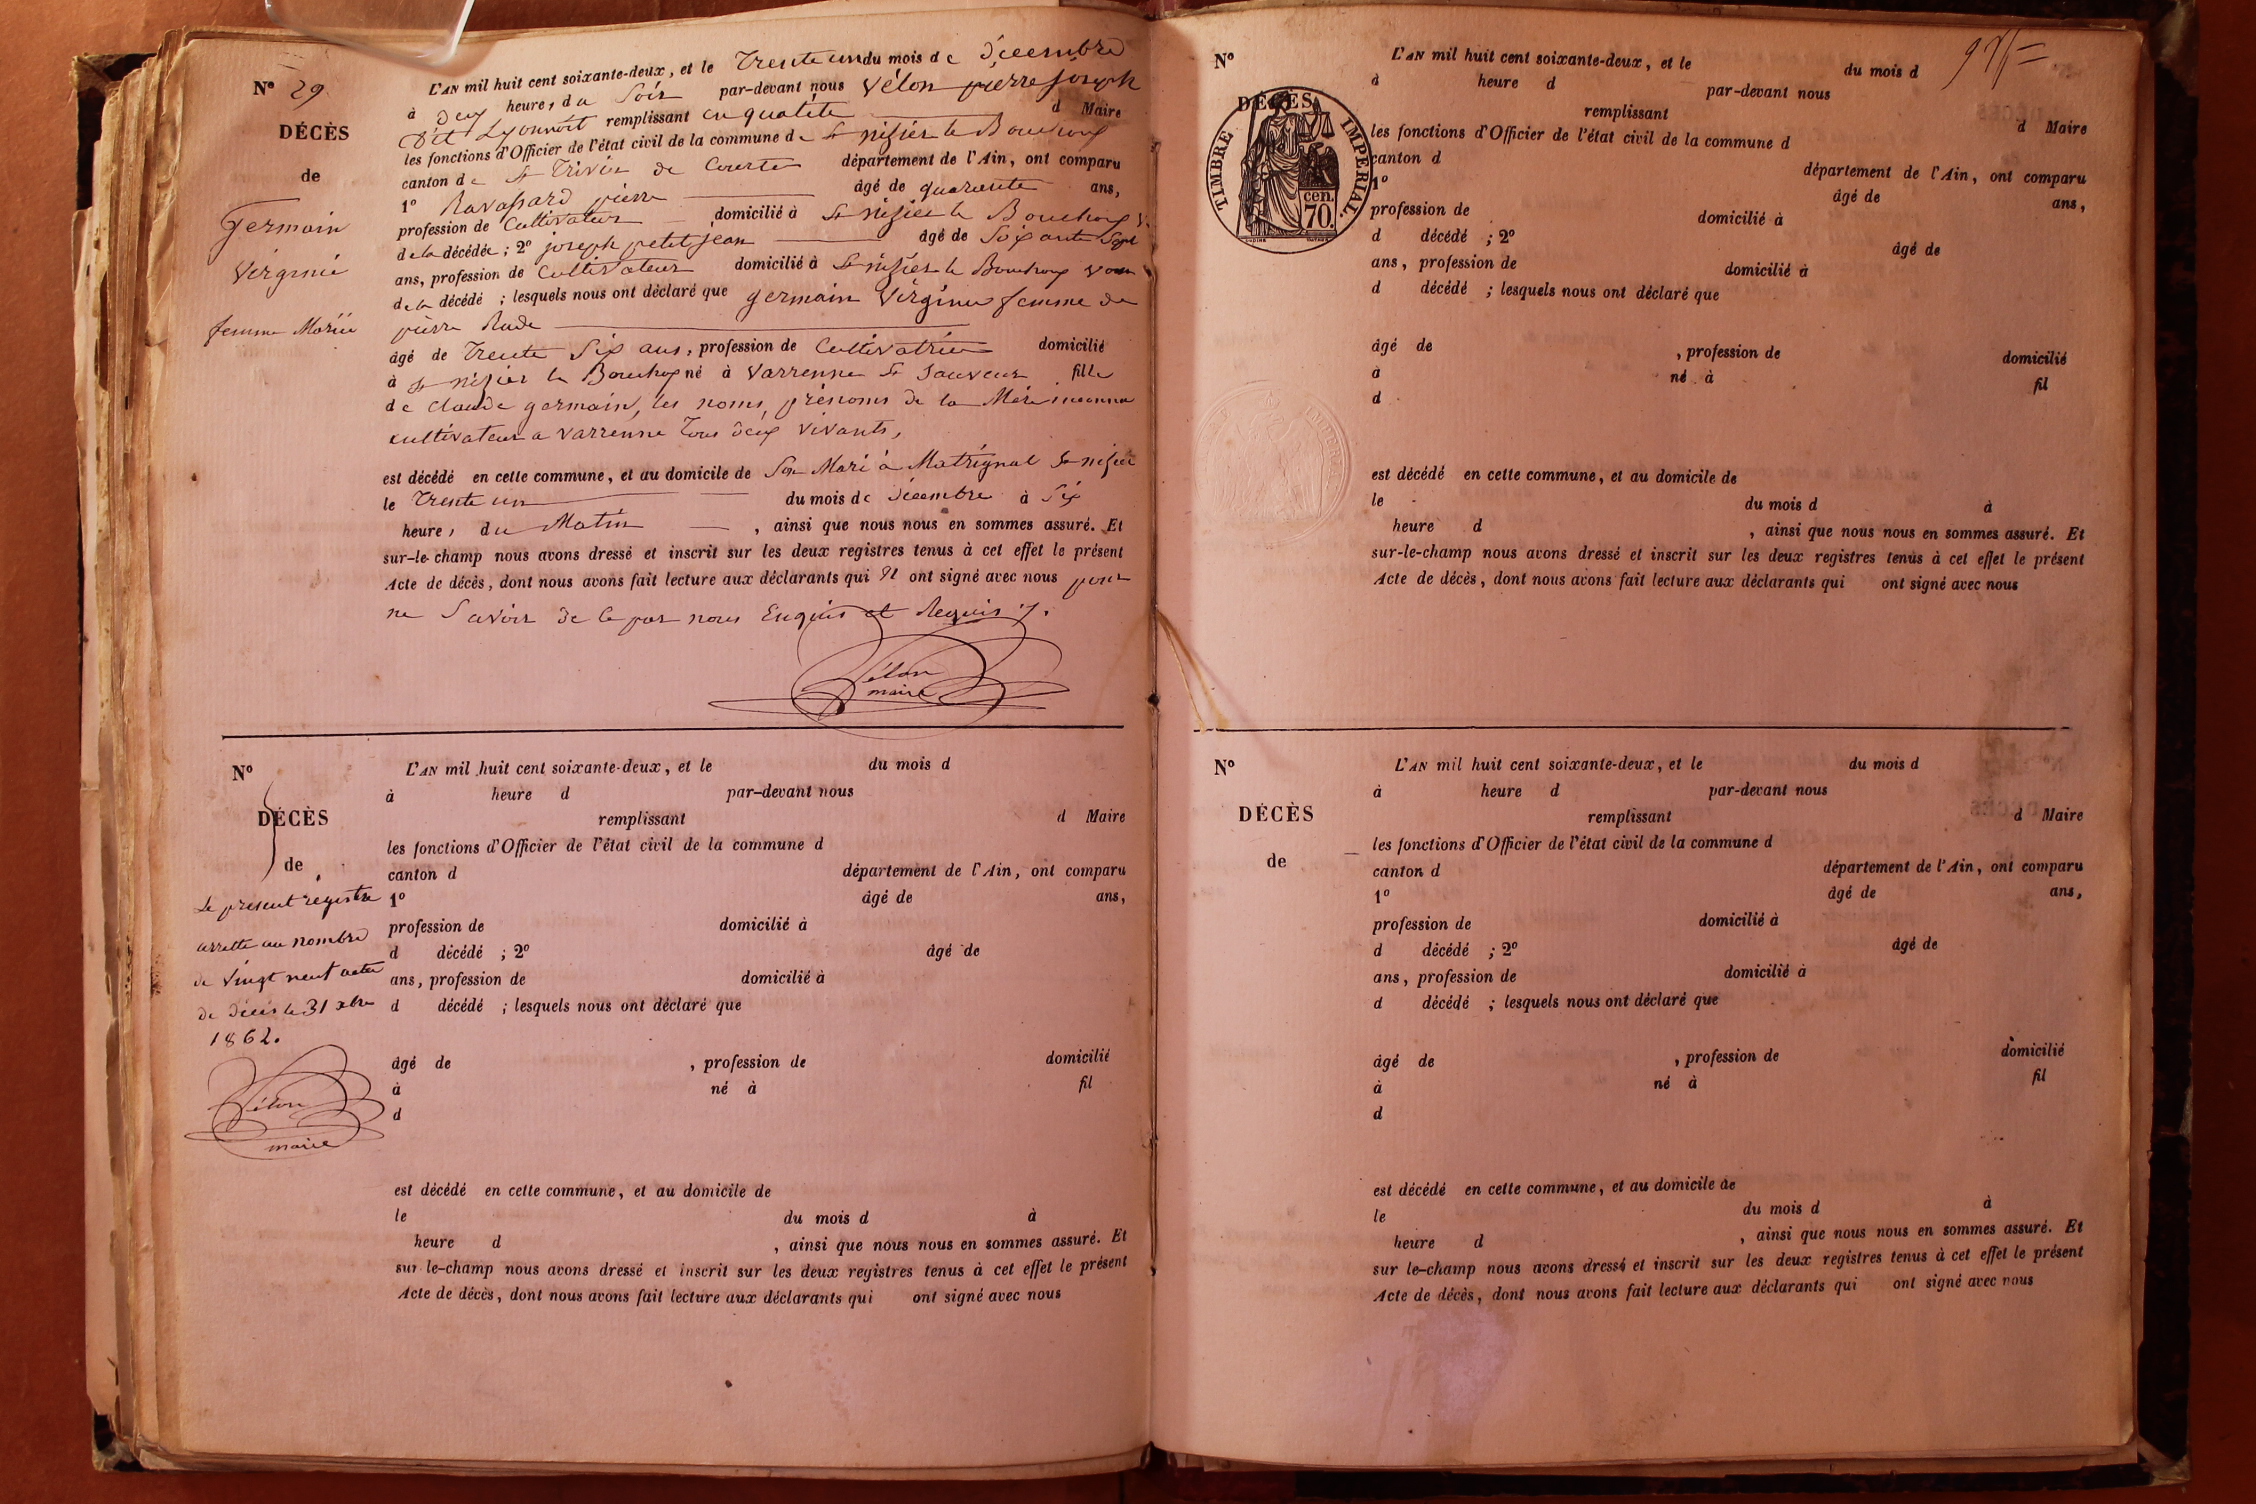 Nº 29
DÉCÈS
de
germain
Virginie
femme Mariée
L'AN mil huit cent soixante-deux, et le Trente un du mois de Décembre
à deux heures du Soir par-devant nous Vélon pierre joseph
dit Lyonnois remplissant en qualité d Maire
les fonctions d'Officier de l'état civil de la commune de St nizier le Bouchoux
canton de St Trivier de Courtes département de l'Ain, ont comparu
1º Ravassard pierre âgé de quarante ans,
profession de Cultivateur domicilié à St nizier le Bouchoux
de la décédée; 2º joseph petitjean âgé de Soixante Sept
ans, profession de Cultivateur domicilié à St nizier le Bouchoux
de la décédé ; lesquels nous ont déclaré que germain Virginie femme de
pierre Rude
âgé de Trente Six ans, profession de Cultivatrice domicilié
à St nizier le Bouchoux né à Varrenne St Sauveur fille
de claude germain, les noms, prénoms de la Mère inconnu
cultivateur a varrenne Tous deux vivants,
est décédé en cette commune, et au domicile de Son Mari à Matrignat St nizier
le Trente un du mois de Décembre à Six
heures du Matin , ainsi que nous nous en sommes assuré. Et
sur-le-champ nous avons dressé et inscrit sur les deux registres tenus à cet effet le présent
Acte de décès, dont nous avons fait lecture aux déclarants qui n' ont signé avec nous pour
ne Savoir de ce par nous Enquis et Requis
Vélon
maire
Nº
DÉCÈS
de
Le présent registre
arretté au nombre
de Vingt neuf actes
de décès le 31 xbre
1862.
Vélon
maire
L'AN mil huit cent soixante-deux, et le du mois d
à heure d par-devant nous
remplissant d Maire
les fonctions d'Officier de l'état civil de la commune d
canton d département de l'Ain, ont comparu
1º âgé de ans,
profession de domicilié à
d décédé ; 2º âgé de
ans, profession de domicilié à
d décédé ; lesquels nous ont déclaré que
âgé de , profession de domicilié
à né à fil
d
est décédé en cette commune, et au domicile de
le du mois d à
heure d , ainsi que nous nous en sommes assuré. Et
sur le-champ nous avons dressé et inscrit sur les deux registres tenus à cet effet le présent
Acte de décès, dont nous avons fait lecture aux déclarants qui ont signé avec nous
Nº
DÉCÈS
TIMBRE IMPÉRIAL.
cen.
70.
L'AN mil huit cent soixante-deux, et le du mois d
à heure d par-devant nous
remplissant d Maire
les fonctions d'Officier de l'état civil de la commune d
canton d département de l'Ain, ont comparu
1º âgé de ans,
profession de domicilié à
d décédé ; 2º âgé de
ans, profession de domicilié à
d décédé ; lesquels nous ont déclaré que
âgé de , profession de domicilié
à né à fil
d
est décédé en cette commune, et au domicile de
le du mois d à
heure d , ainsi que nous nous en sommes assuré. Et
sur-le-champ nous avons dressé et inscrit sur les deux registres tenus à cet effet le présent
Acte de décès, dont nous avons fait lecture aux déclarants qui ont signé avec nous
Nº
DÉCÈS
de
L'AN mil huit cent soixante-deux, et le du mois d
à heure d par-devant nous
remplissant d Maire
les fonctions d'Officier de l'état civil de la commune d
canton d département de l'Ain, ont comparu
1º âgé de ans,
profession de domicilié à
d décédé ; 2º âgé de
ans, profession de domicilié à
d décédé ; lesquels nous ont déclaré que
âgé de , profession de domicilié
à né à fil
d
est décédé en cette commune, et au domicile de
le du mois d à
heure d , ainsi que nous nous en sommes assuré. Et
sur le-champ nous avons dressé et inscrit sur les deux registres tenus à cet effet le présent
Acte de décès, dont nous avons fait lecture aux déclarants qui ont signé avec nous